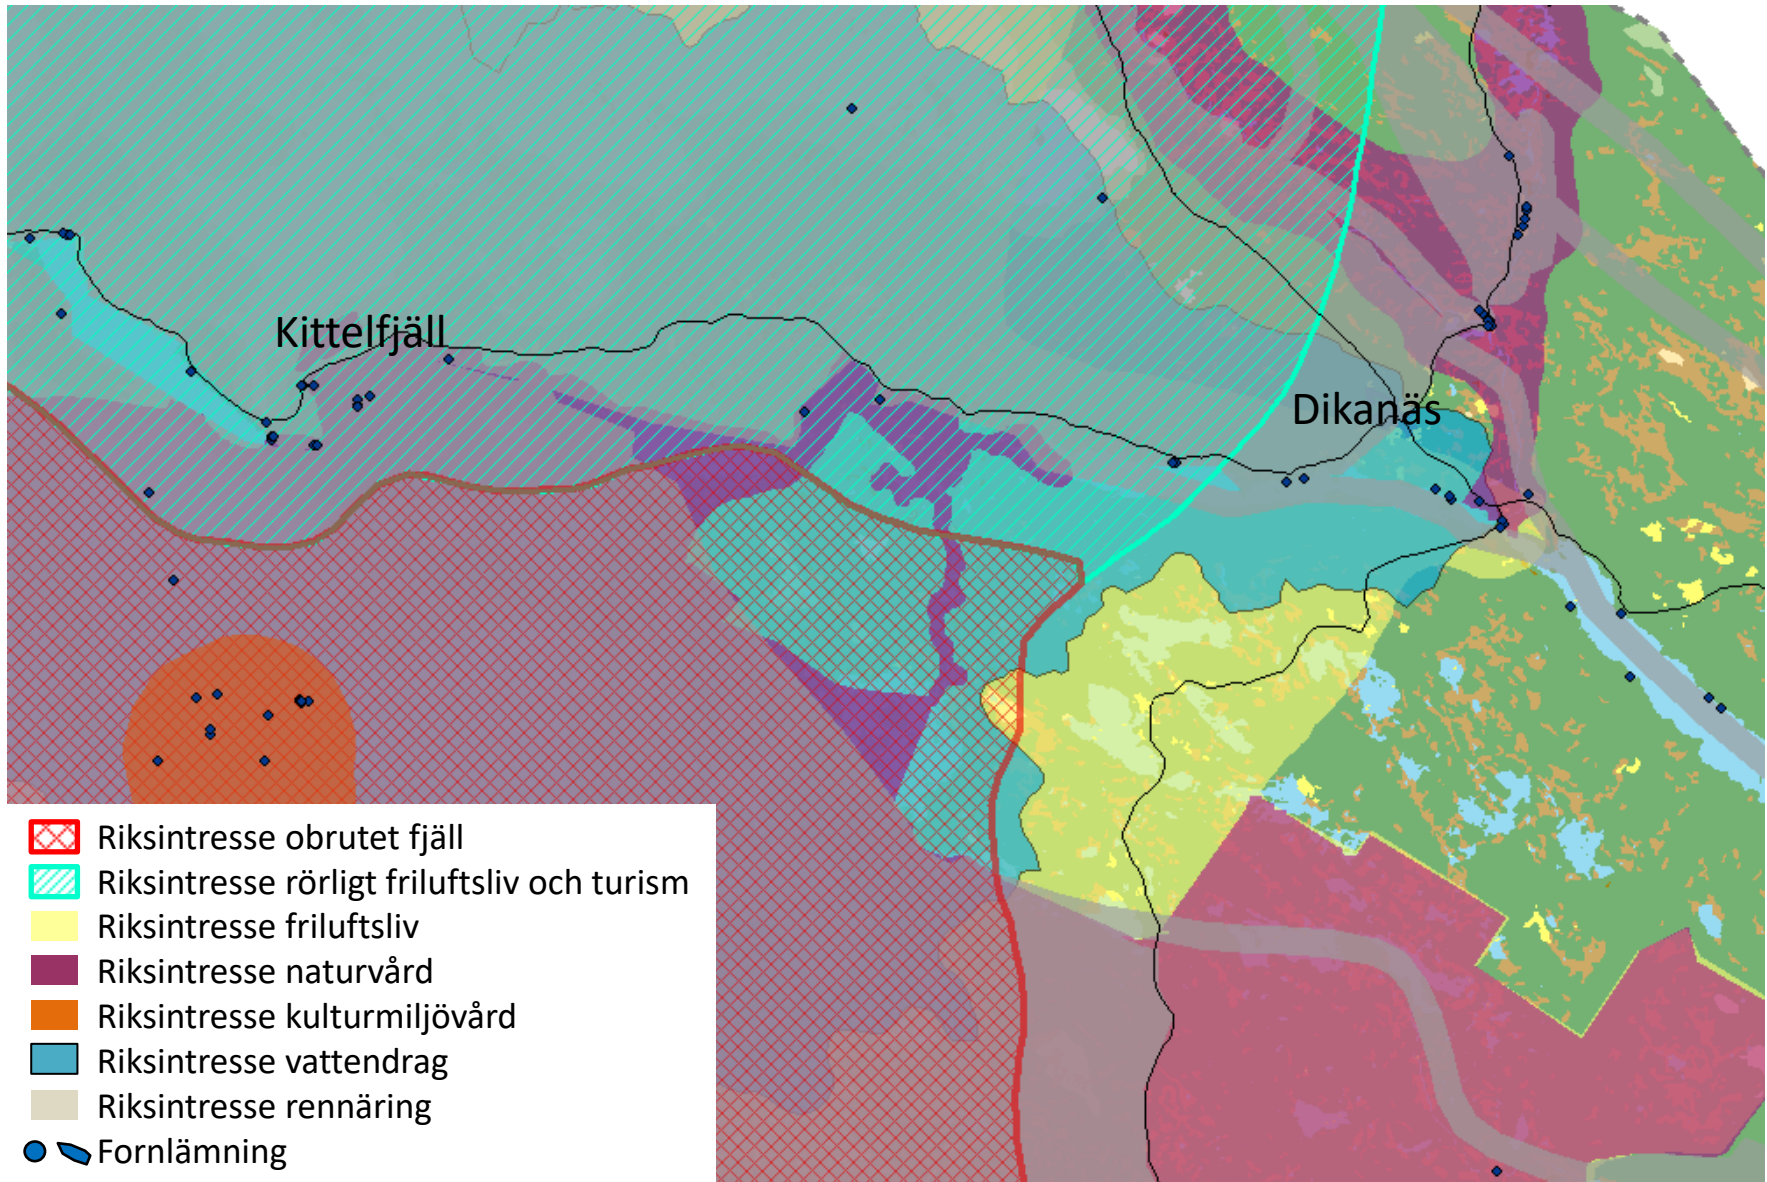 Kittelfjäll
Dikanäs
Riksintresse obrutet fjäll
Riksintresse rörligt friluftsliv och turism
Riksintresse friluftsliv
Riksintresse naturvård
Riksintresse kulturmiljövård
Riksintresse vattendrag
Riksintresse rennäring
Fornlämning